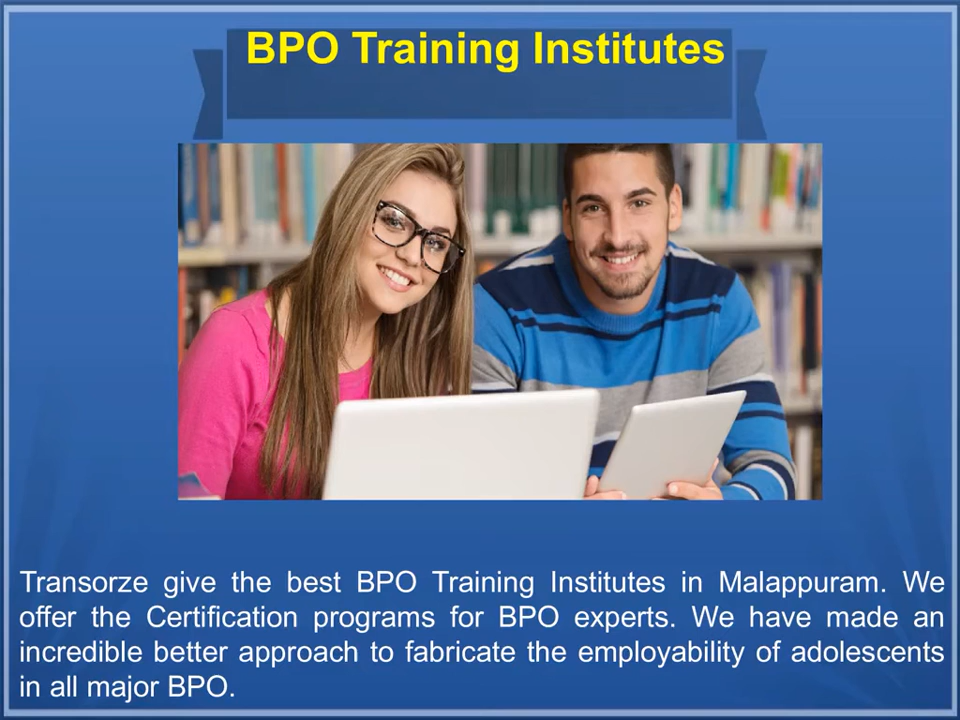 BPO Training Institutes
Transorze give the best BPO Training Institutes in Malappuram. We
offer the Certification programs for BPO experts. We have made an
incredible better approach to fabricate the employability of adolescents
in all major BPO.